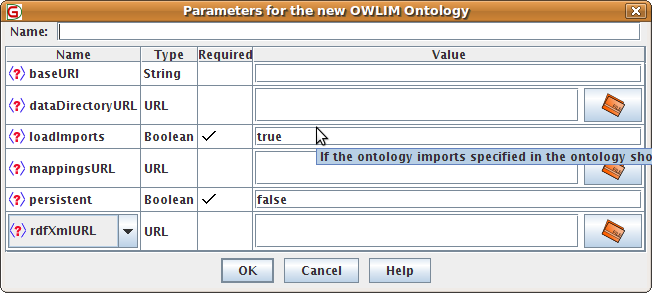 Parameters for the new OWLIM Ontology
Name:
Name Type Required Value
<?> baseURI String
<?> dataDirectoryURL URL
<?> loadImports Boolean true
If the ontology imports specified in the ontology sho
<?> mappingsURL URL
<?> persistent Boolean false
<?> rdfXmlURL URL
OK Cancel Help